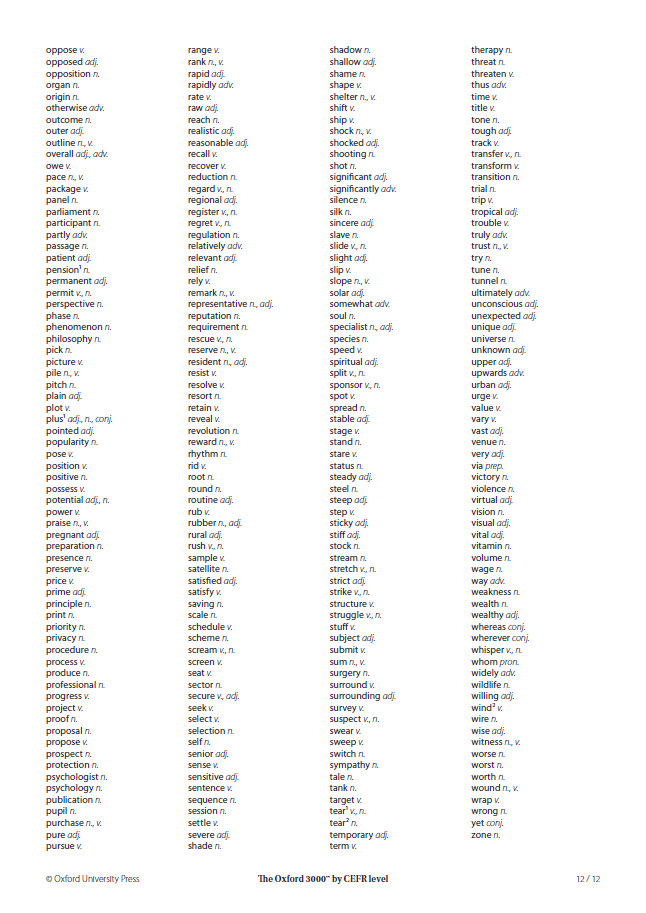 oppose v.
opposed adj.
opposition n.
organ n.
origin n.
otherwise adv.
outcome n.
outer adj.
outline n., v.
overall adj., adv.
owe v.
pace n., v.
package v.
panel n.
parliament n.
participant n.
partly adv.
passage n.
patient adj.
pension¹ n.
permanent adj.
permit v., n.
perspective n.
phase n.
phenomenon n.
philosophy n.
pick n.
picture v.
pile n., v.
pitch n.
plain adj.
plot v.
plus¹ adj., n., conj.
pointed adj.
popularity n.
pose v.
position v.
positive n.
possess v.
potential adj., n.
power v.
praise n., v.
pregnant adj.
preparation n.
presence n.
preserve v.
price v.
prime adj.
principle n.
print n.
priority n.
privacy n.
procedure n.
process v.
produce n.
professional n.
progress v.
project v.
proof n.
proposal n.
propose v.
prospect n.
protection n.
psychologist n.
psychology n.
publication n.
pupil n.
purchase n., v.
pure adj.
pursue v.
range v.
rank n., v.
rapid adj.
rapidly adv.
rate v.
raw adj.
reach n.
realistic adj.
reasonable adj.
recall v.
recover v.
reduction n.
regard v., n.
regional adj.
register v., n.
regret v., n.
regulation n.
relatively adv.
relevant adj.
relief n.
rely v.
remark n., v.
representative n., adj.
reputation n.
requirement n.
rescue v., n.
reserve n., v.
resident n., adj.
resist v.
resolve v.
resort n.
retain v.
reveal v.
revolution n.
reward n., v.
rhythm n.
rid v.
root n.
round n.
routine adj.
rub v.
rubber n., adj.
rural adj.
rush v., n.
sample v.
satellite n.
satisfied adj.
satisfy v.
saving n.
scale n.
schedule v.
scheme n.
scream v., n.
screen v.
seat v.
sector n.
secure v., adj.
seek v.
select v.
selection n.
self n.
senior adj.
sense v.
sensitive adj.
sentence v.
sequence n.
session n.
settle v.
severe adj.
shade n.
shadow n.
shallow adj.
shame n.
shape v.
shelter n., v.
shift v.
ship v.
shock n., v.
shocked adj.
shooting n.
shot n.
significant adj.
significantly adv.
silence n.
silk n.
sincere adj.
slave n.
slide v., n.
slight adj.
slip v.
slope n., v.
solar adj.
somewhat adv.
soul n.
specialist n., adj.
species n.
speed v.
spiritual adj.
split v., n.
sponsor v., n.
spot v.
spread n.
stable adj.
stage v.
stand n.
stare v.
status n.
steady adj.
steel n.
steep adj.
step v.
sticky adj.
stiff adj.
stock n.
stream n.
stretch v., n.
strict adj.
strike v., n.
structure v.
struggle v., n.
stuff v.
subject adj.
submit v.
sum n., v.
surgery n.
surround v.
surrounding adj.
survey v.
suspect v., n.
swear v.
sweep v.
switch n.
sympathy n.
tale n.
tank n.
target v.
tear¹ v., n.
tear² n.
temporary adj.
term v.
therapy n.
threat n.
threaten v.
thus adv.
time v.
title v.
tone n.
tough adj.
track v.
transfer v., n.
transform v.
transition n.
trial n.
trip v.
tropical adj.
trouble v.
truly adv.
trust n., v.
try n.
tune n.
tunnel n.
ultimately adv.
unconscious adj.
unexpected adj.
unique adj.
universe n.
unknown adj.
upper adj.
upwards adv.
urban adj.
urge v.
value v.
vary v.
vast adj.
venue n.
very adj.
via prep.
victory n.
violence n.
virtual adj.
vision n.
visual adj.
vital adj.
vitamin n.
volume n.
wage n.
way adv.
weakness n.
wealth n.
wealthy adj.
whereas conj.
wherever conj.
whisper v., n.
whom pron.
widely adv.
wildlife n.
willing adj.
wind² v.
wire n.
wise adj.
witness n., v.
worse n.
worst n.
worth n.
wound n., v.
wrap v.
wrong n.
yet conj.
zone n.
© Oxford University Press
The Oxford 3000™ by CEFR level
12 / 12